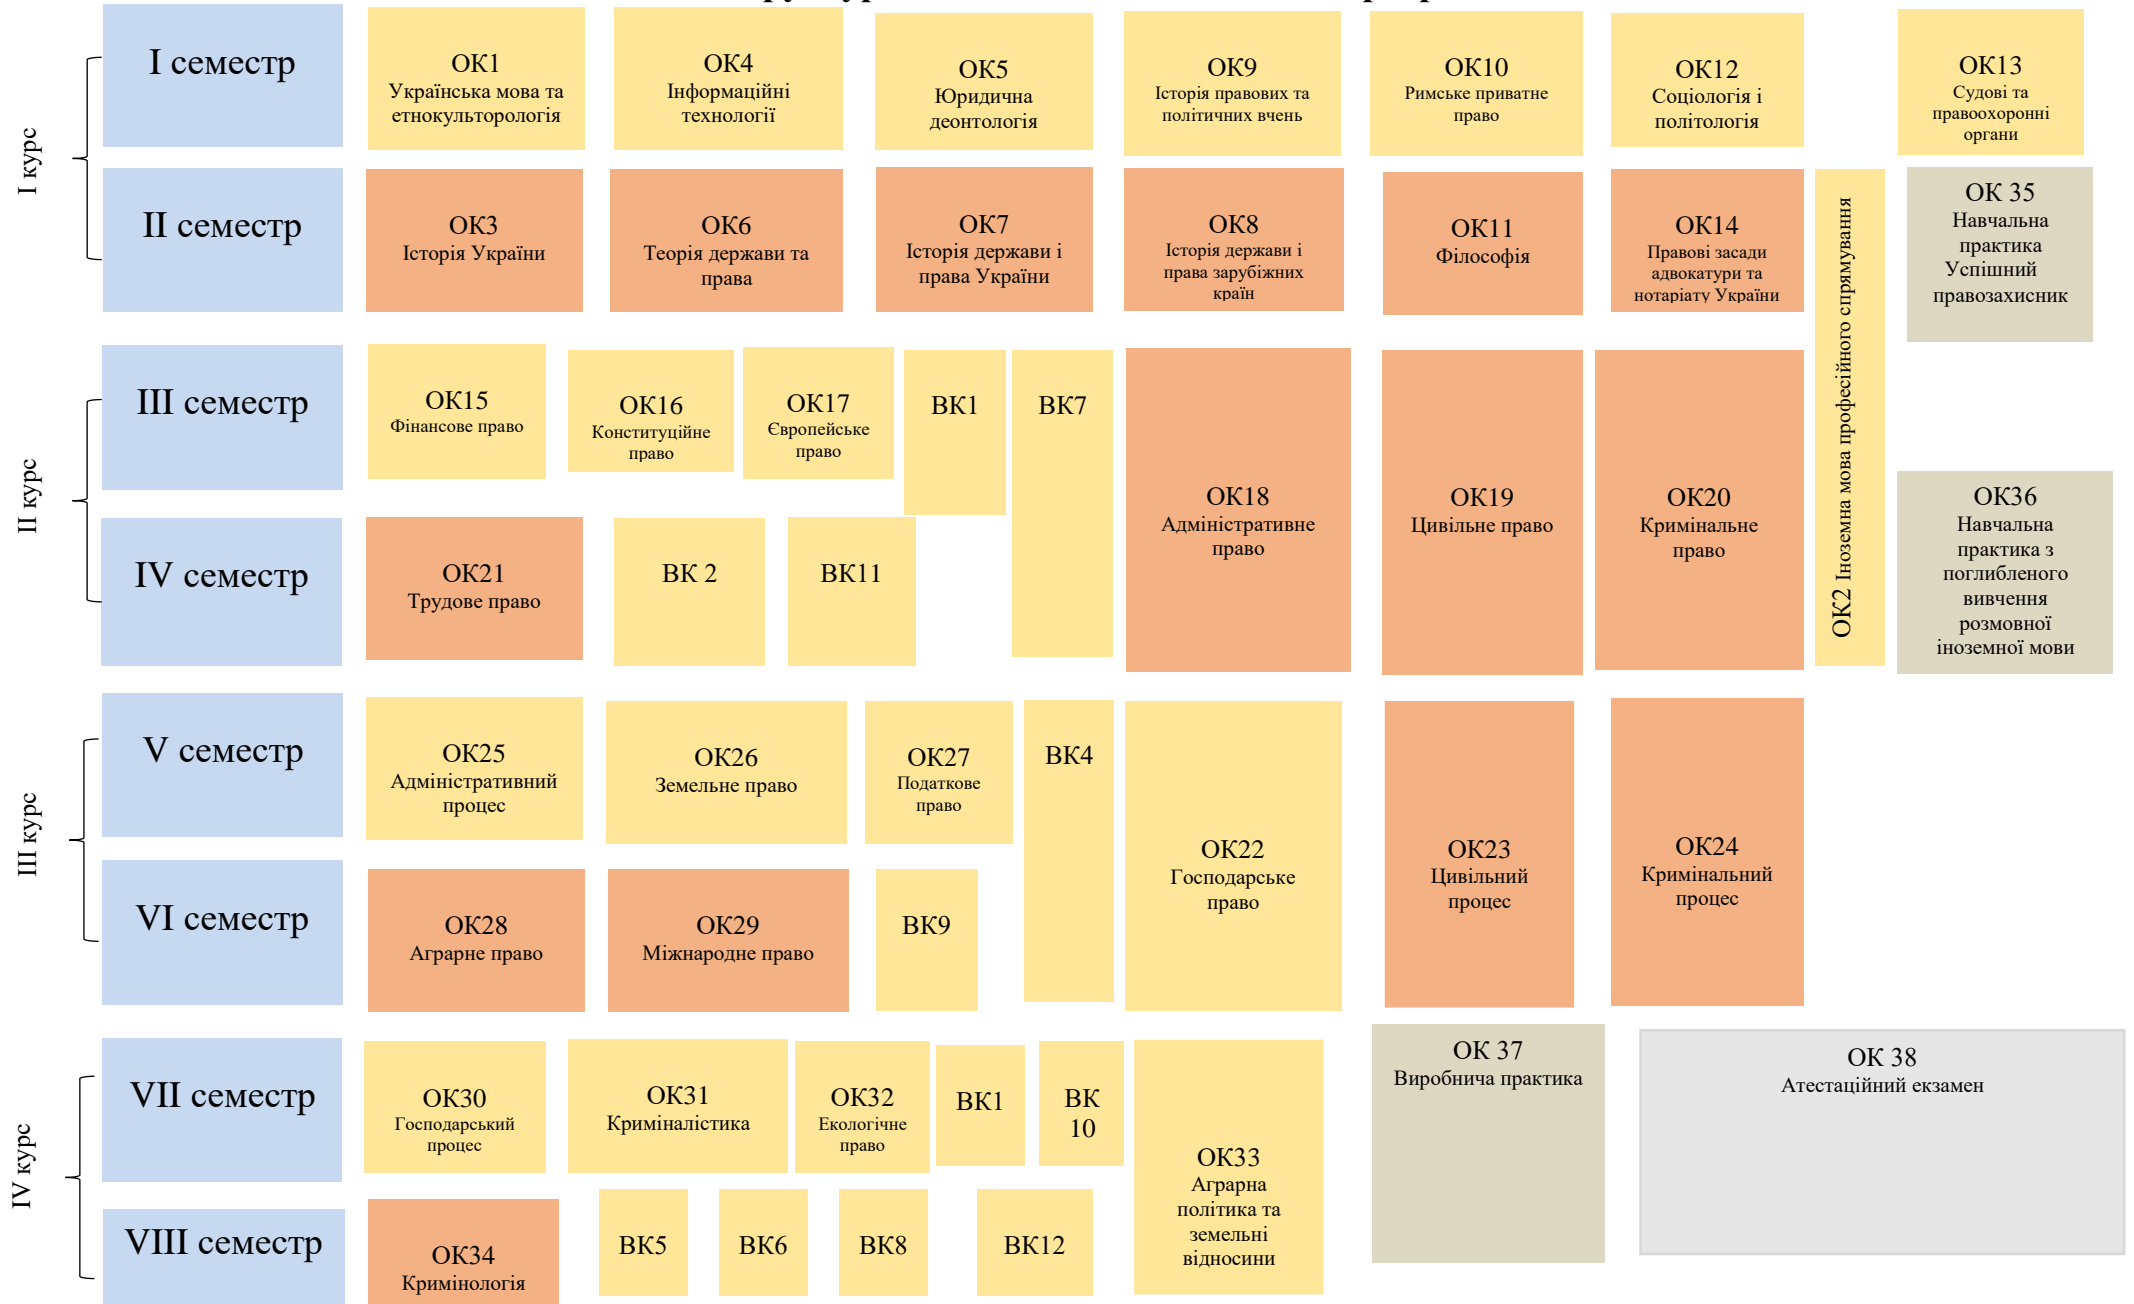 І курс
І семестр
ОК1
Українська мова та
етнокульторологія
ОК4
Інформаційні
технології
ОК5
Юридична
деонтологія
ОК9
Історія правових та
політичних вчень
ОК10
Римське приватне
право
ОК12
Соціологія і
політологія
ОК13
Судові та
правоохоронні
органи
ІІ семестр
ОК3
Історія України
ОК6
Теорія держави та
права
ОК7
Історія держави і
права України
ОК8
Історія держави і
права зарубіжних
країн
ОК11
Філософія
ОК14
Правові засади
адвокатури та
нотаріату України
ОК2 Іноземна мова професійного спрямування
ОК 35
Навчальна
практика
Успішний
правозахисник
ІІ курс
ІІІ семестр
ОК15
Фінансове право
ОК16
Конституційне
право
ОК17
Європейське
право
ВК1
ВК7
ОК18
Адміністративне
право
ОК19
Цивільне право
ОК20
Кримінальне
право
ОК36
Навчальна
практика з
поглибленого
вивчення
розмовної
іноземної мови
IV семестр
ОК21
Трудове право
ВК 2
ВК11
ІІІ курс
V семестр
ОК25
Адміністративний
процес
ОК26
Земельне право
ОК27
Податкове
право
ВК4
ОК22
Господарське
право
ОК23
Цивільний
процес
ОК24
Кримінальний
процес
VI семестр
ОК28
Аграрне право
ОК29
Міжнародне право
ВК9
IV курс
VII семестр
ОК30
Господарський
процес
ОК31
Криміналістика
ОК32
Екологічне
право
ВК1
ВК
10
ОК33
Аграрна
політика та
земельні
відносини
ОК 37
Виробнича практика
ОК 38
Атестаційний екзамен
VIII семестр
ОК34
Кримінологія
ВК5
ВК6
ВК8
ВК12